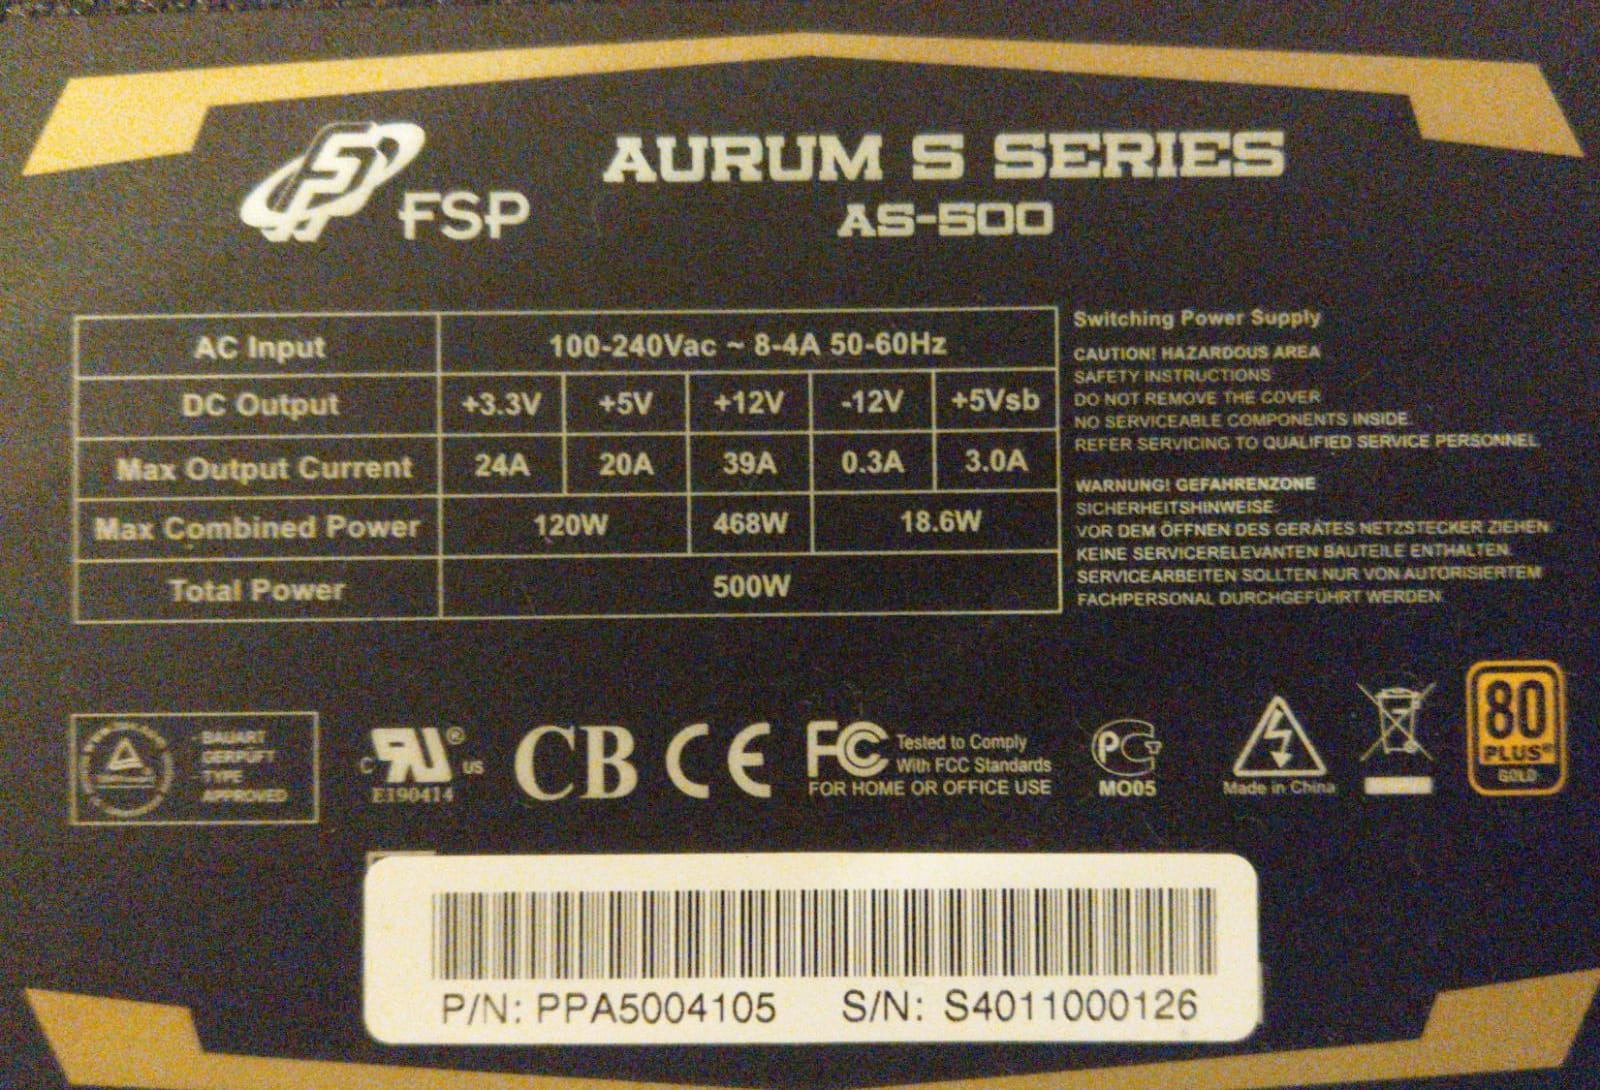 FSP
AURUM S SERIES
AS-500
AC Input 100-240Vac ~ 8-4A 50-60Hz
DC Output +3.3V +5V +12V -12V +5Vsb
Max Output Current 24A 20A 39A 0.3A 3.0A
Max Combined Power 120W 468W 18.6W
Total Power 500W
Switching Power Supply
CAUTION! HAZARDOUS AREA
SAFETY INSTRUCTIONS
DO NOT REMOVE THE COVER
NO SERVICEABLE COMPONENTS INSIDE.
REFER SERVICING TO QUALIFIED SERVICE PERSONNEL
WARNUNG! GEFAHRENZONE
SICHERHEITSHINWEISE:
VOR DEM ÖFFNEN DES GERÄTES NETZSTECKER ZIEHEN
KEINE SERVICERELEVANTEN BAUTEILE ENTHALTEN.
SERVICEARBEITEN SOLLTEN NUR VON AUTORISIERTEM
FACHPERSONAL DURCHGEFÜHRT WERDEN.
BAUART
GERPÜFT
TYPE
APPROVED
c RU ® us
E190414
CB
CE
FC Tested to Comply
With FCC Standards
FOR HOME OR OFFICE USE
PG
MO05
Made in China
80
PLUS®
GOLD
P/N: PPA5004105 S/N: S4011000126